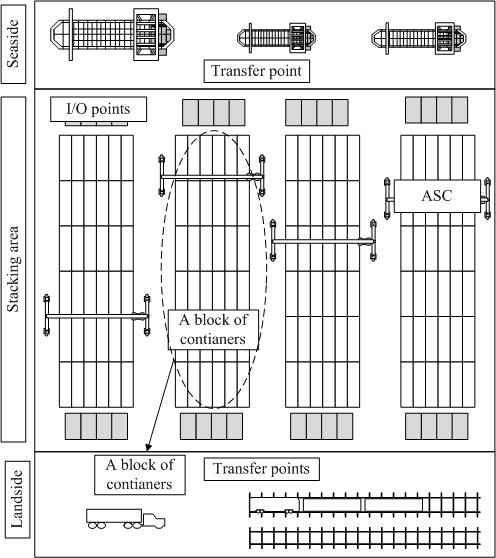 Seaside
Transfer point
Stacking area
I/O points
ASC
A block of
contianers
Landside
A block of
contianers
Transfer points